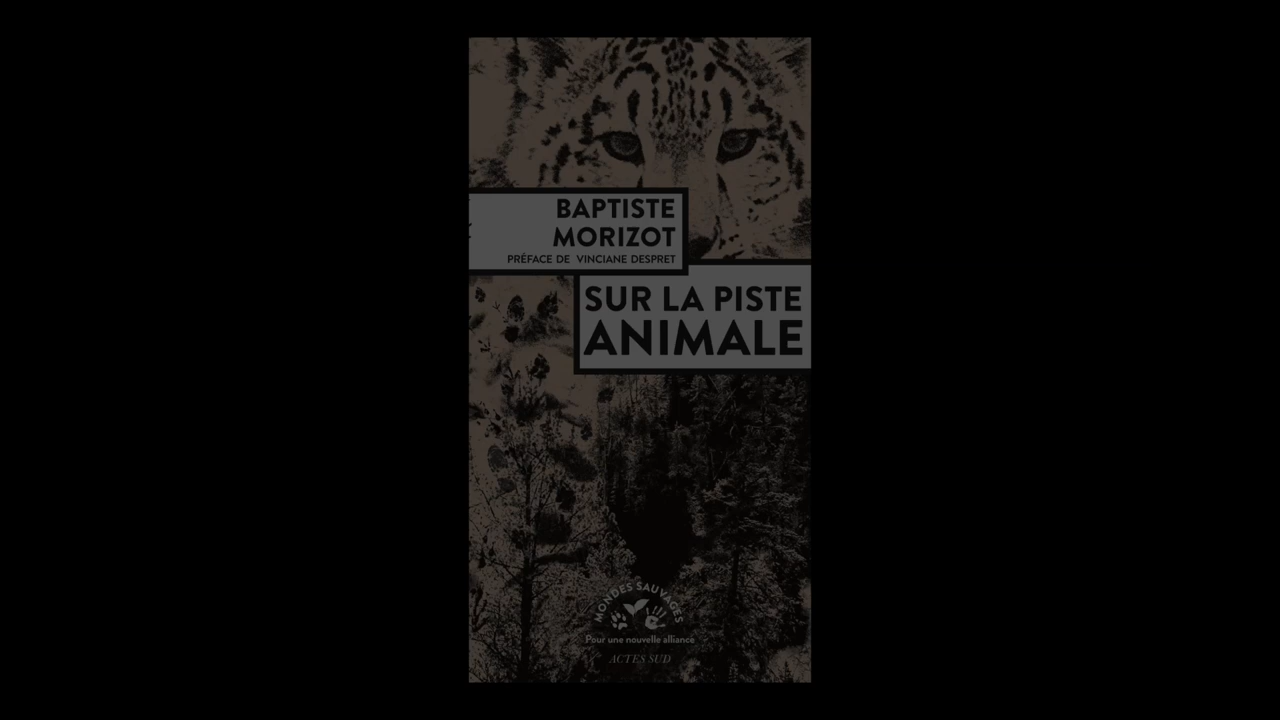 BAPTISTE
MORIZOT
PRÉFACE DE VINCIANE DESPRET
SUR LA PISTE
ANIMALE
MONDES SAUVAGES
Pour une nouvelle alliance
ACTES SUD